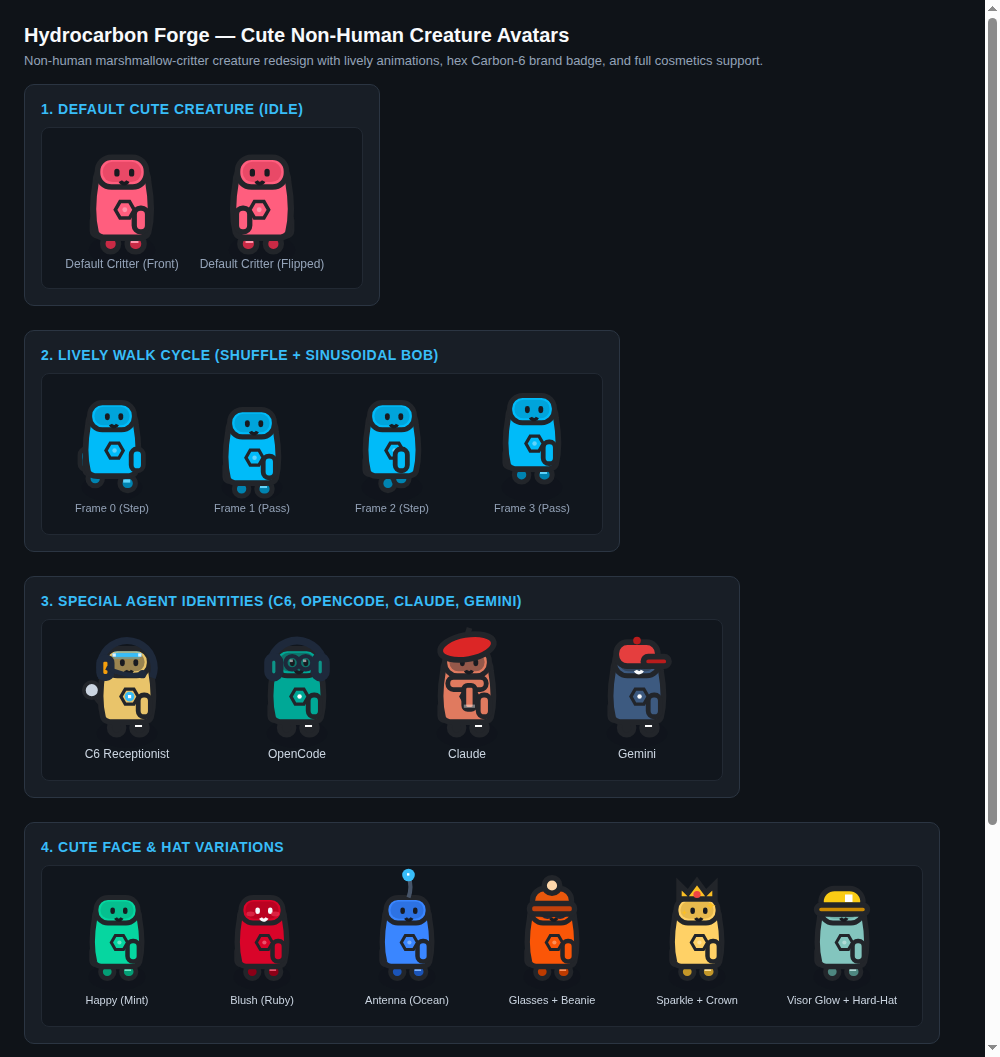 Hydrocarbon Forge — Cute Non-Human Creature Avatars
Non-human marshmallow-critter creature redesign with lively animations, hex Carbon-6 brand badge, and full cosmetics support.
1. DEFAULT CUTE CREATURE (IDLE)
Default Critter (Front)
Default Critter (Flipped)
2. LIVELY WALK CYCLE (SHUFFLE + SINUSOIDAL BOB)
Frame 0 (Step)
Frame 1 (Pass)
Frame 2 (Step)
Frame 3 (Pass)
3. SPECIAL AGENT IDENTITIES (C6, OPENCODE, CLAUDE, GEMINI)
C6 Receptionist
OpenCode
Claude
Gemini
4. CUTE FACE & HAT VARIATIONS
Happy (Mint)
Blush (Ruby)
Antenna (Ocean)
Glasses + Beanie
Sparkle + Crown
Visor Glow + Hard-Hat